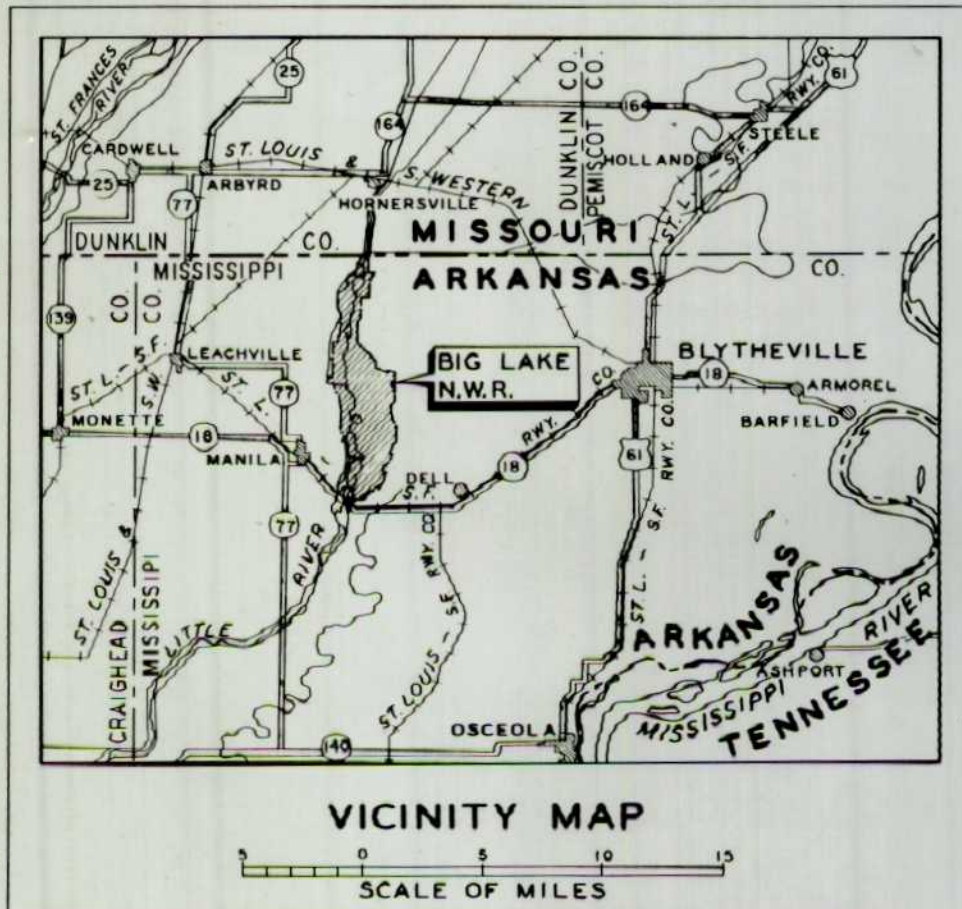 ST. FRANCES
RIVER
25
164
DUNKLIN CO.
PEMISCOT CO.
164
RWY. CO.
61
STEELE
CARDWELL
ST. LOUIS &
S. WESTERN
HOLLAND
S.F.
25
ARBYRD
HORNERSVILLE
ST. L.
77
DUNKLIN CO.
MISSOURI
MISSISSIPPI
ARKANSAS
CO.
139
CO.
CO.
LEACHVILLE
BIG LAKE
N.W.R.
BLYTHEVILLE
18
ARMOREL
BARFIELD
ST. L. - S.F.
S.W.
77
ST. L. -
CO.
RWY.
MONETTE
18
MANILA
S.F.
DELL
18
61
RWY. CO.
S.F.
ST. L. -
77
RIVER
RWY. CO.
S.F.
ST. LOUIS -
ST. LOUIS &
CRAIGHEAD
MISSISSIPI
LITTLE
ARKANSAS
RIVER
ASHPORT
MISSISSIPPI
TENNESSEE
OSCEOLA
140
VICINITY MAP
5 0 5 10 15
SCALE OF MILES